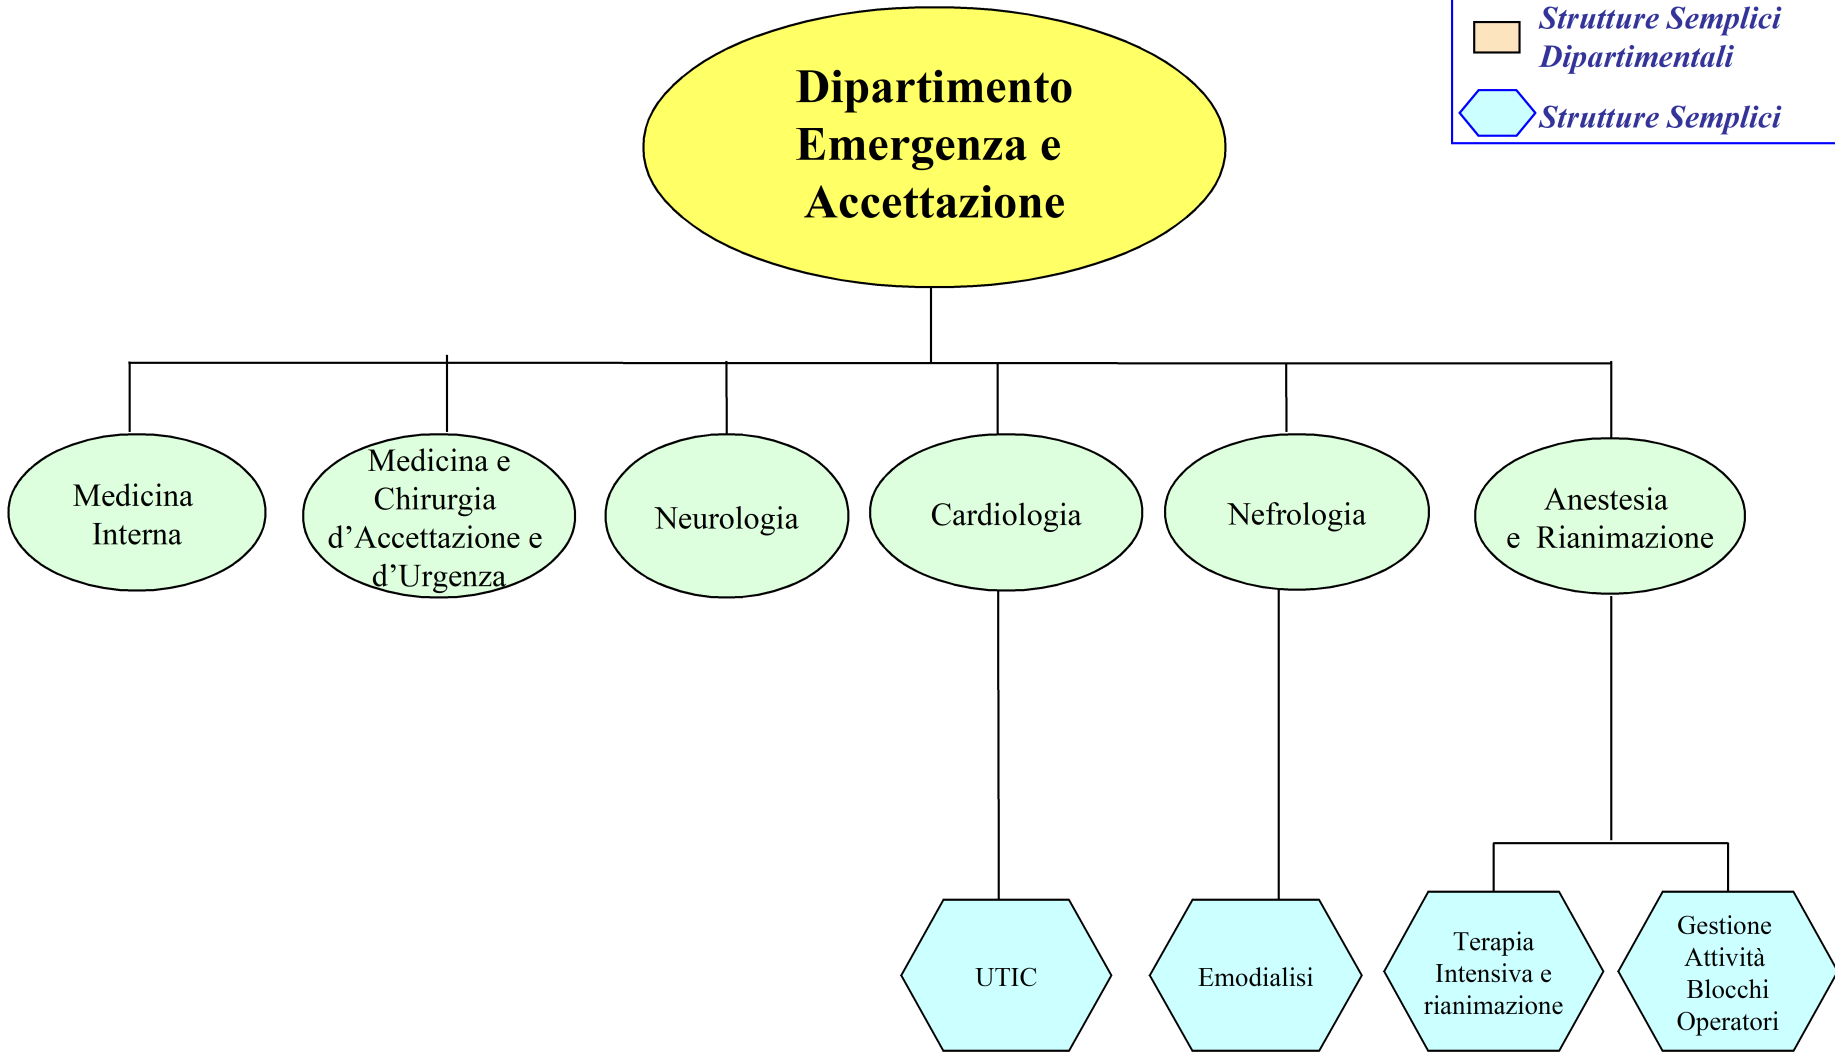 Strutture Semplici
Dipartimentali
Strutture Semplici
Dipartimento
Emergenza e
Accettazione
Medicina
Interna
Medicina e
Chirurgia
d’Accettazione e
d’Urgenza
Neurologia
Cardiologia
Nefrologia
Anestesia
e Rianimazione
UTIC
Emodialisi
Terapia
Intensiva e
rianimazione
Gestione
Attività
Blocchi
Operatori